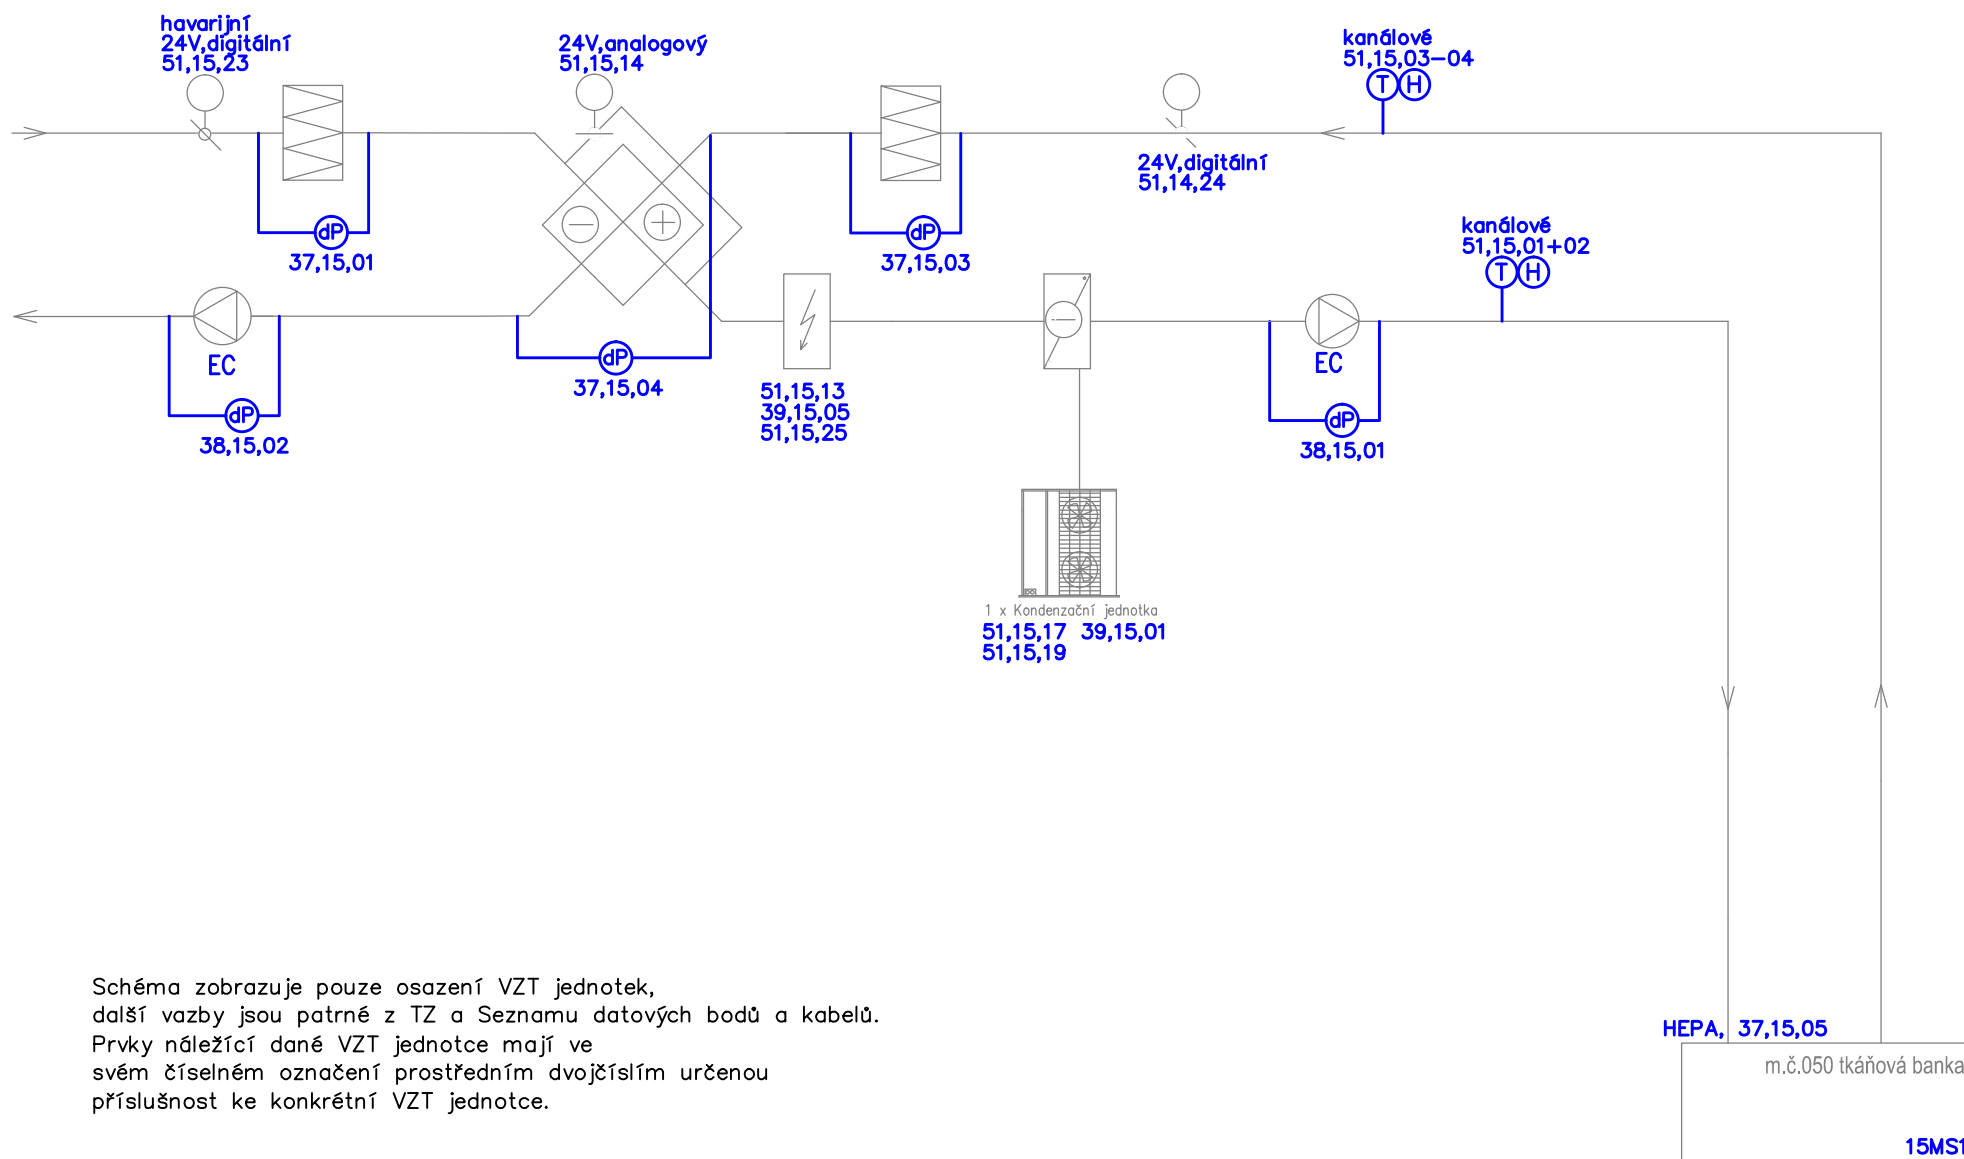 havarijní
24V,digitální
51,15,23
24V,analogový
51,15,14
kanálové
51,15,03-04
T H
24V,digitální
51,14,24
dP
37,15,01
dP
37,15,03
kanálové
51,15,01+02
T H
EC
dP
38,15,02
dP
37,15,04
51,15,13
39,15,05
51,15,25
EC
dP
38,15,01
1 x Kondenzační jednotka
51,15,17 39,15,01
51,15,19
Schéma zobrazuje pouze osazení VZT jednotek,
další vazby jsou patrné z TZ a Seznamu datových bodů a kabelů.
Prvky náležící dané VZT jednotce mají ve
svém číselném označení prostředním dvojčíslím určenou
příslušnost ke konkrétní VZT jednotce.
HEPA, 37,15,05
m.č.050 tkáňová banka
15MS1